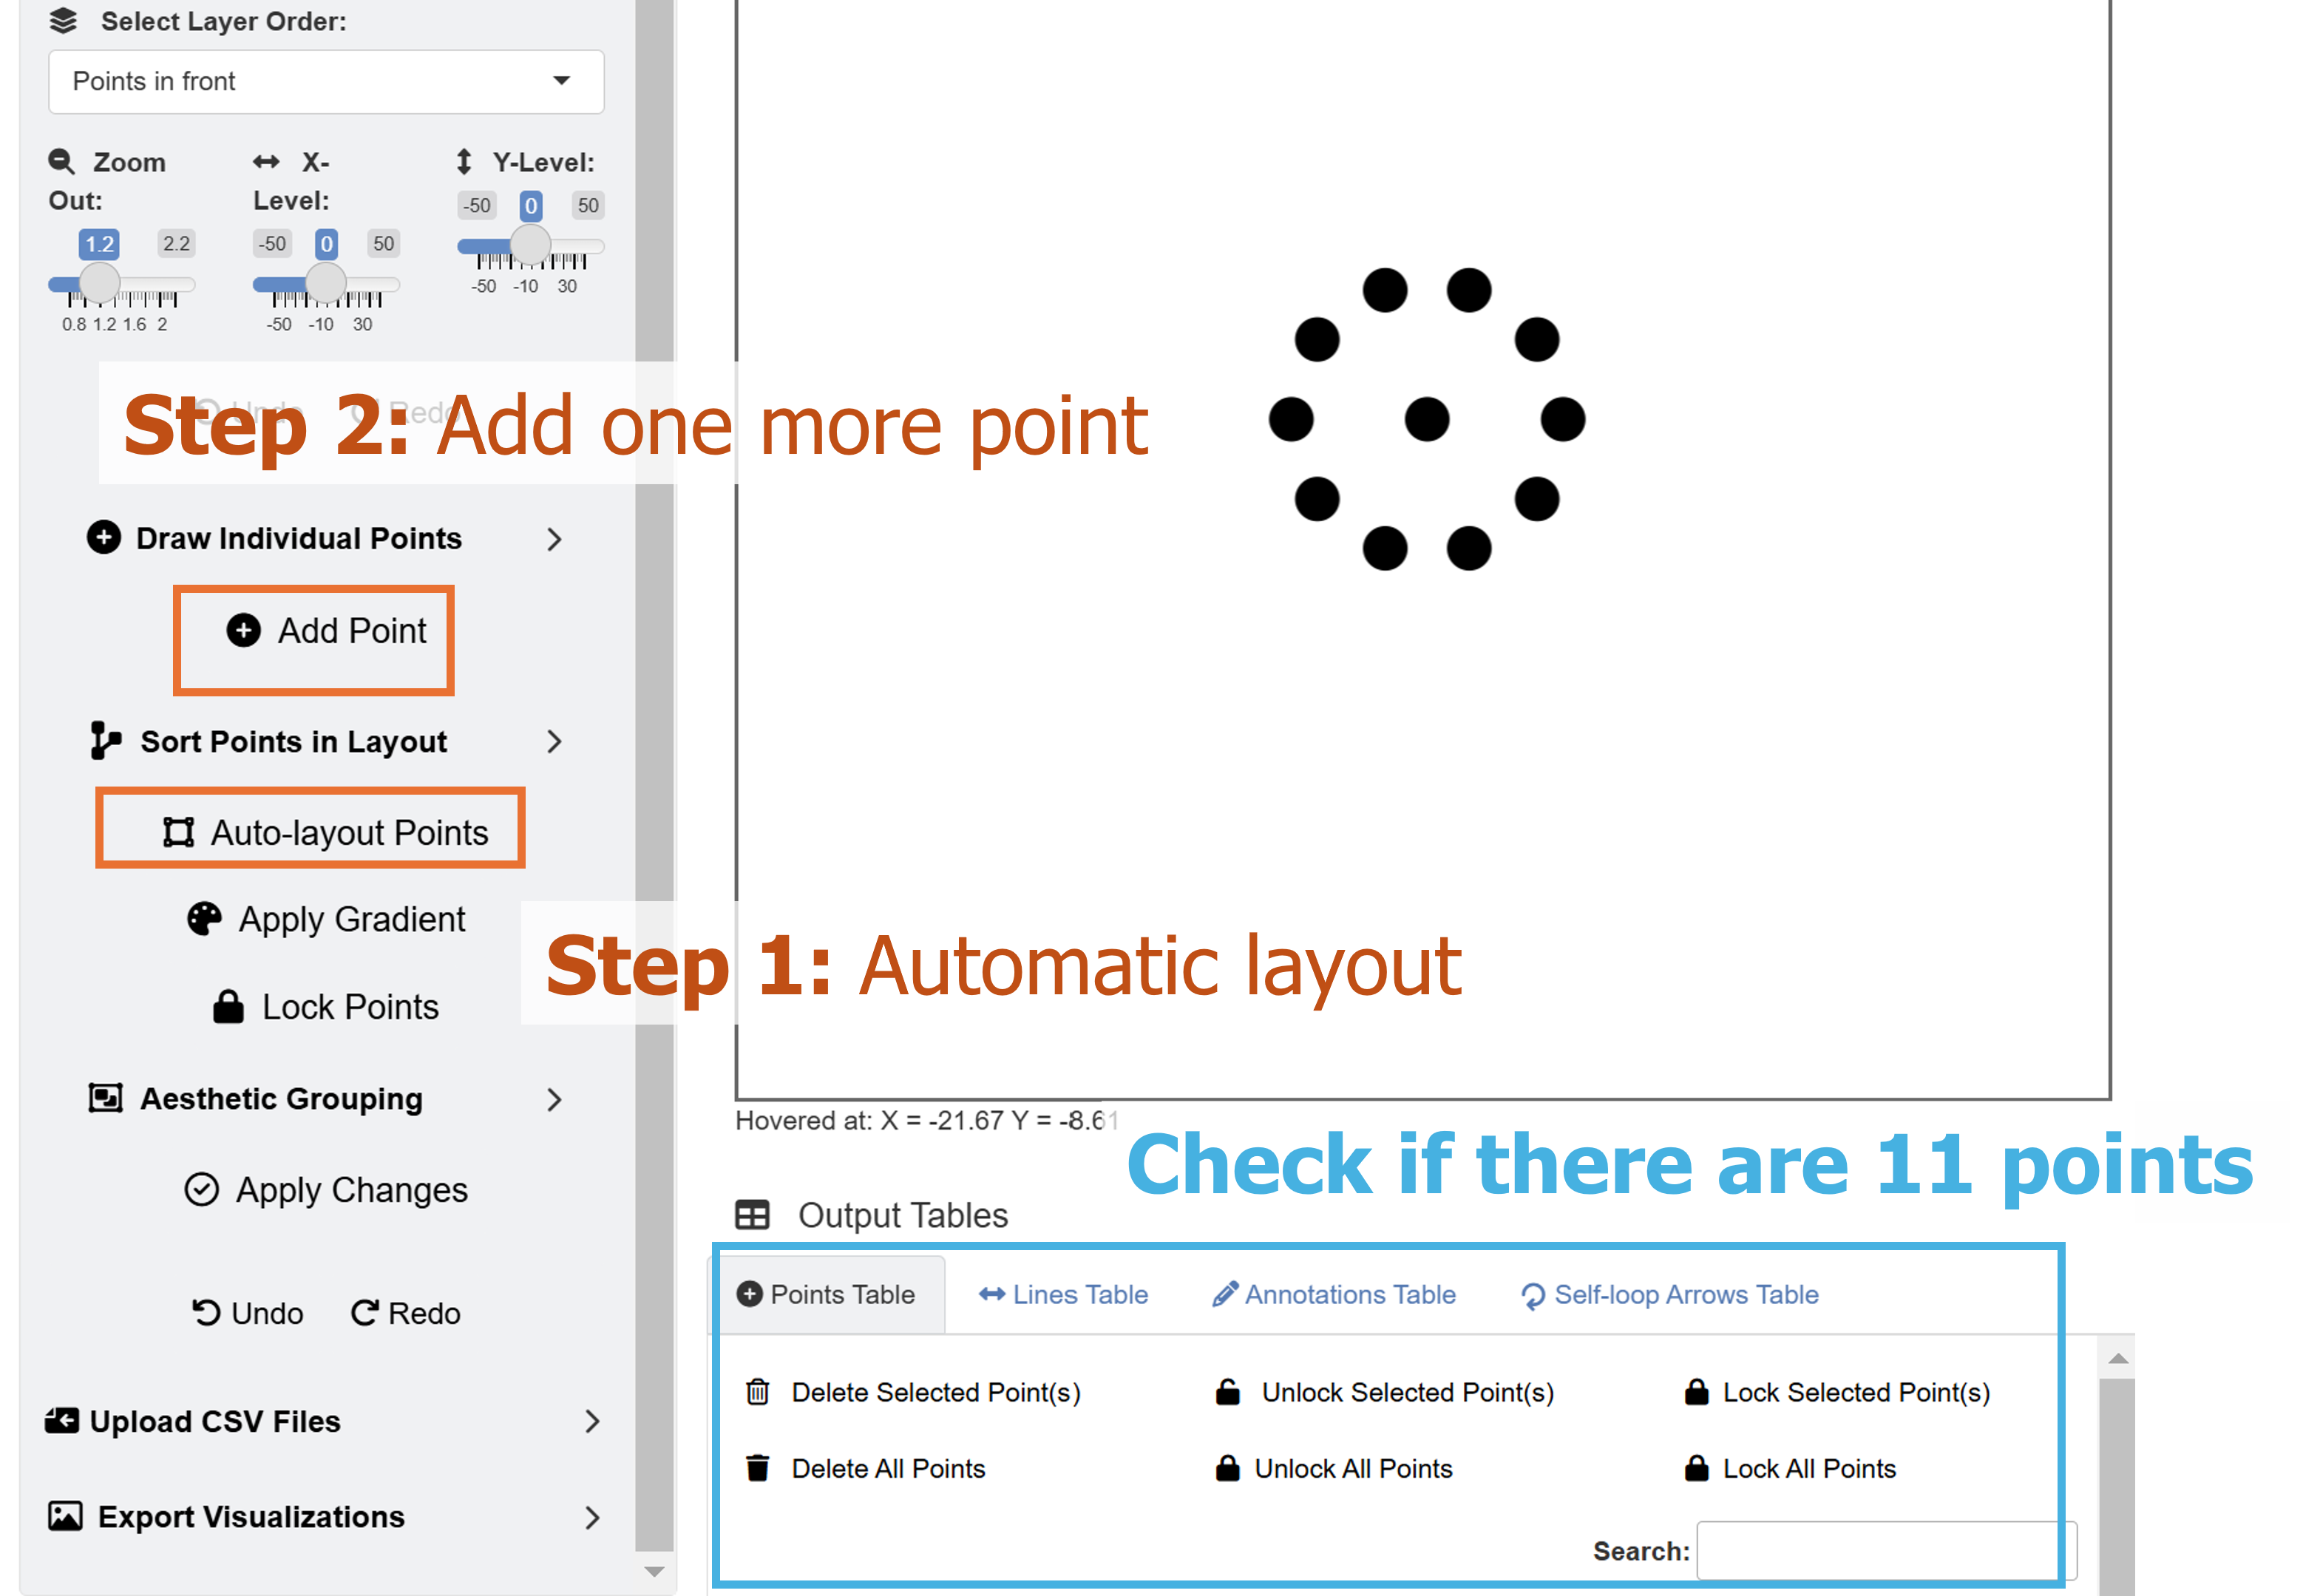 Select Layer Order:
Points in front
Zoom Out:
1.2 2.2
0.8 1.2 1.6 2
X-Level:
-50 0 50
-50 -10 30
Y-Level:
-50 0 50
-50 -10 30
Undo Redo
Step 2: Add one more point
Draw Individual Points
Add Point
Sort Points in Layout
Auto-layout Points
Apply Gradient
Step 1: Automatic layout
Lock Points
Aesthetic Grouping
Apply Changes
Undo Redo
Upload CSV Files
Export Visualizations
Hovered at: X = -21.67 Y = -8.61
Check if there are 11 points
Output Tables
Points Table Lines Table Annotations Table Self-loop Arrows Table
Delete Selected Point(s) Unlock Selected Point(s) Lock Selected Point(s)
Delete All Points Unlock All Points Lock All Points
Search: